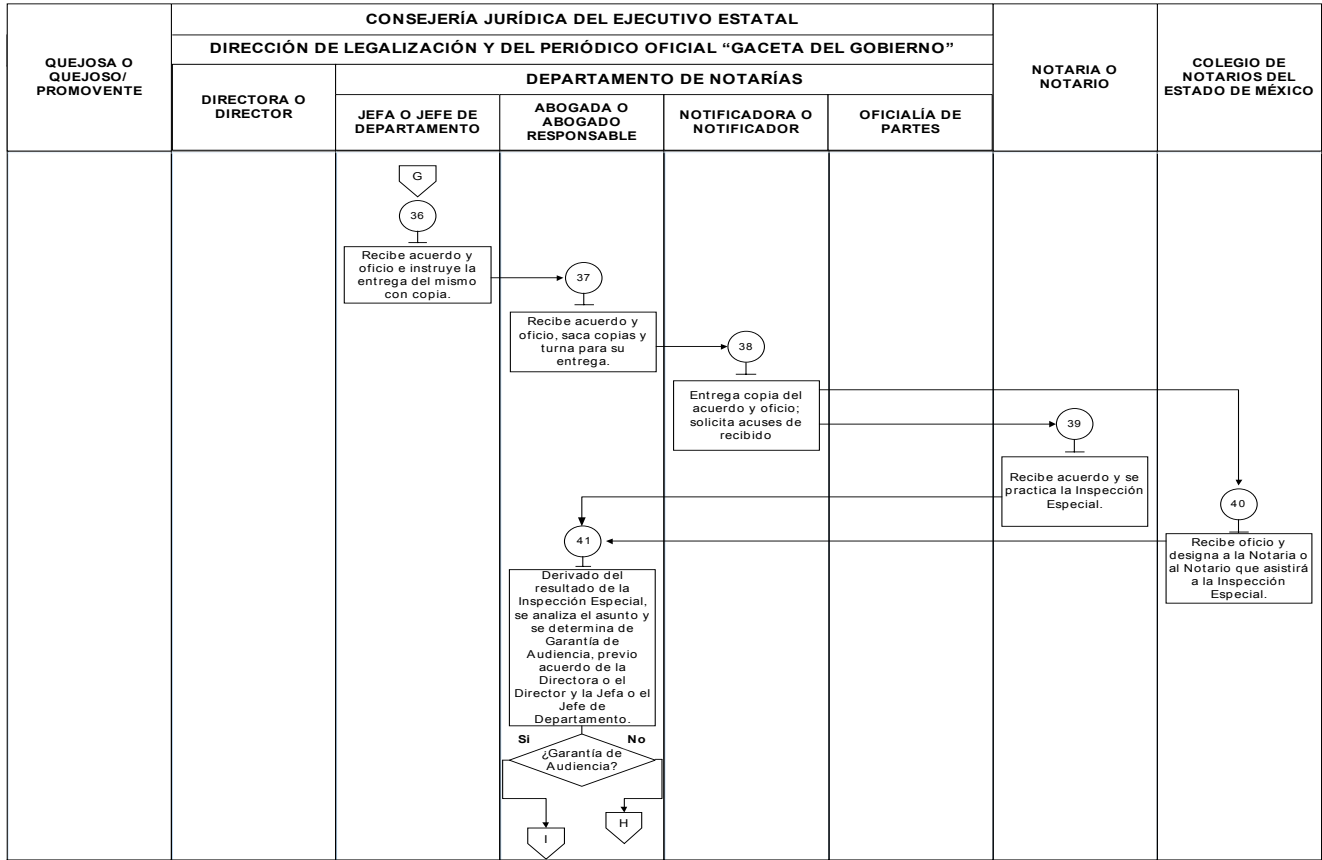 CONSEJERÍA JURÍDICA DEL EJECUTIVO ESTATAL
DIRECCIÓN DE LEGALIZACIÓN Y DEL PERIÓDICO OFICIAL “GACETA DEL GOBIERNO”
QUEJOSA O
QUEJOSO/
PROMOVENTE
DEPARTAMENTO DE NOTARÍAS
DIRECTORA O
DIRECTOR
JEFA O JEFE DE
DEPARTAMENTO
ABOGADA O
ABOGADO
RESPONSABLE
NOTIFICADORA O
NOTIFICADOR
OFICIALÍA DE
PARTES
NOTARIA O
NOTARIO
COLEGIO DE
NOTARIOS DEL
ESTADO DE MÉXICO
G
36
Recibe acuerdo y
oficio e instruye la
entrega del mismo
con copia.
37
Recibe acuerdo y
oficio, saca copias y
turna para su
entrega.
38
Entrega copia del
acuerdo y oficio;
solicita acuses de
recibido
39
Recibe acuerdo y se
practica la Inspección
Especial.
40
Recibe oficio y
designa a la Notaria o
al Notario que asistirá
a la Inspección
Especial.
41
Derivado del
resultado de la
Inspección Especial,
se analiza el asunto y
se determina de
Garantía de
Audiencia, previo
acuerdo de la
Directora o el
Director y la Jefa o el
Jefe de
Departamento.
Si
No
¿Garantía de
Audiencia?
I
H